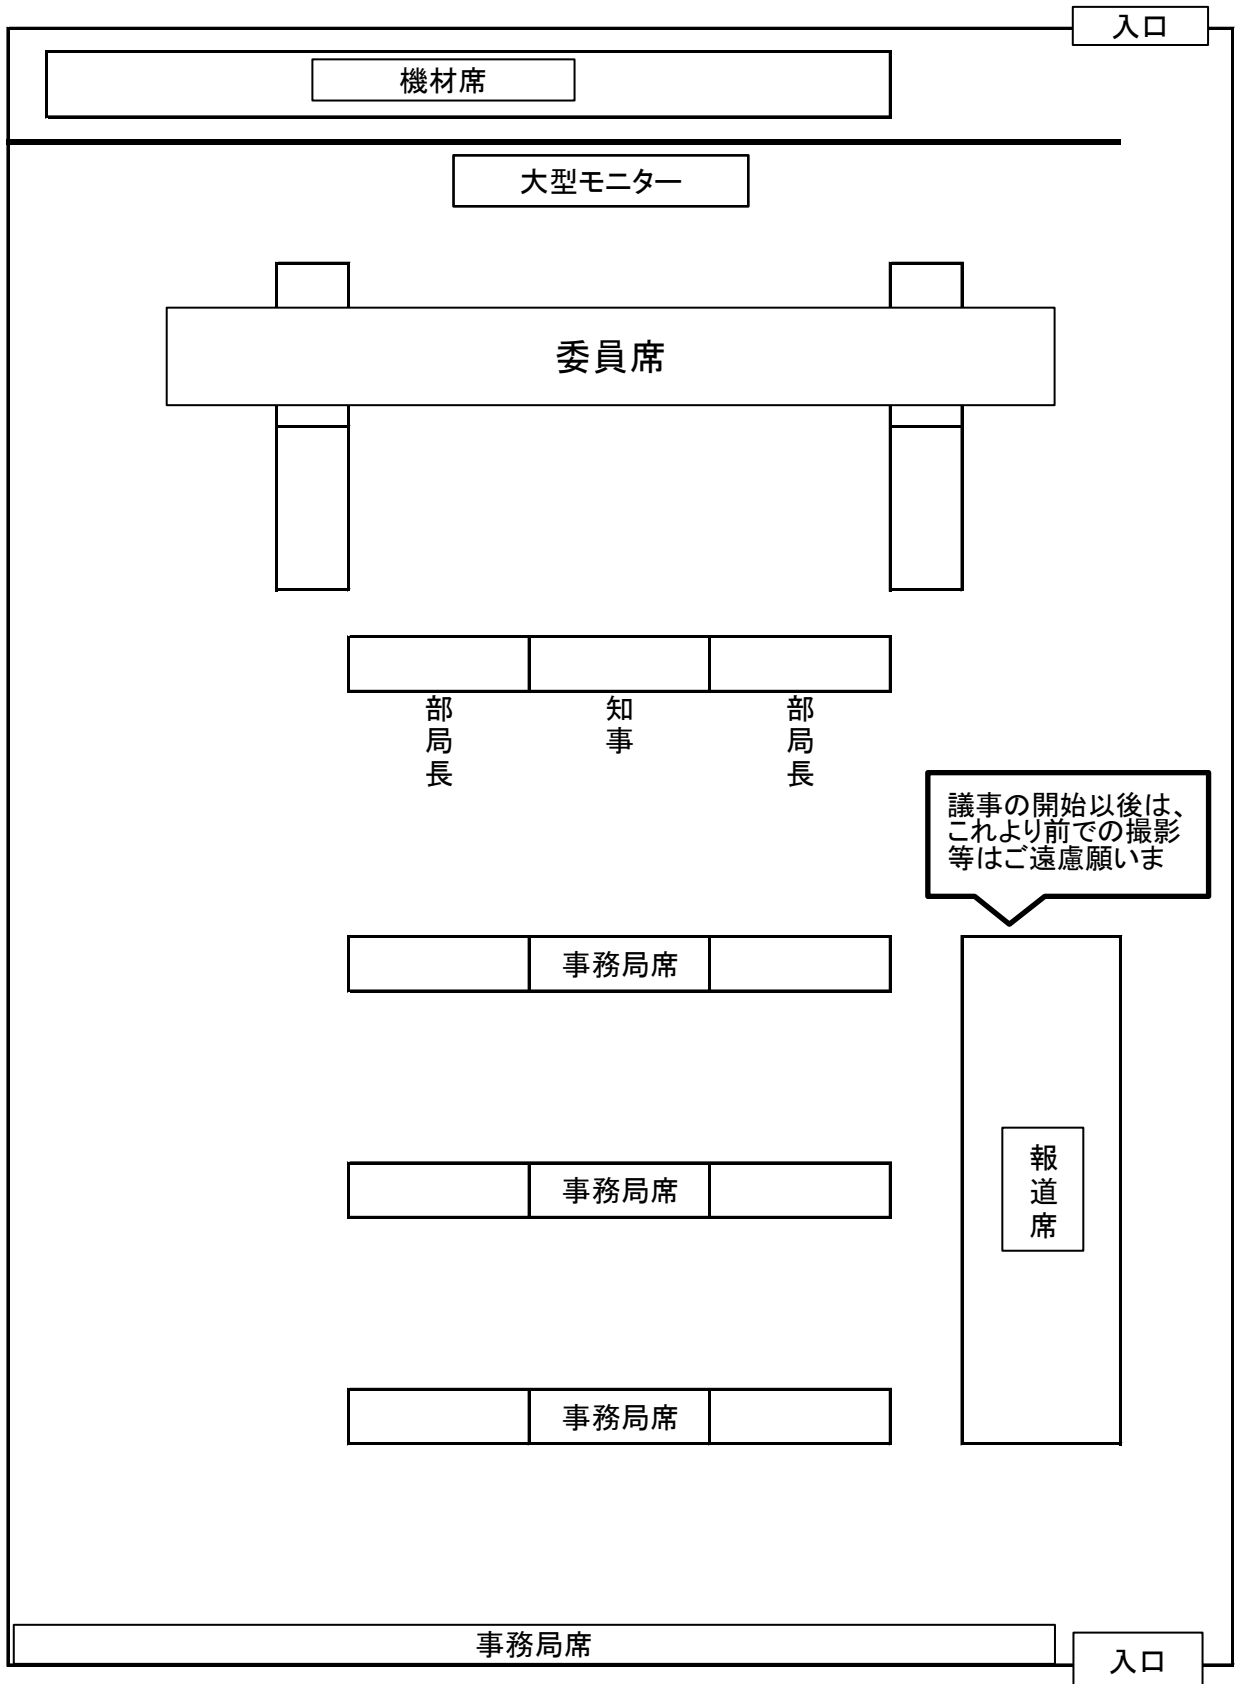 入口
機材席
大型モニター
委員席
部局長
知事
部局長
議事の開始以後は、
これより前での撮影
等はご遠慮願いま
事務局席
事務局席
報道席
事務局席
事務局席
入口